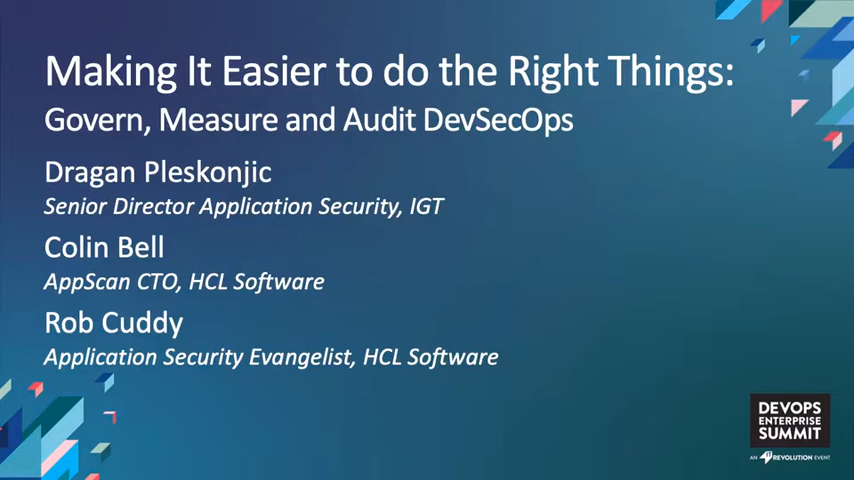 Making It Easier to do the Right Things:
Govern, Measure and Audit DevSecOps
Dragan Pleskonjic
Senior Director Application Security, IGT
Colin Bell
AppScan CTO, HCL Software
Rob Cuddy
Application Security Evangelist, HCL Software
DEVOPS
ENTERPRISE
SUMMIT
AN IT REVOLUTION EVENT